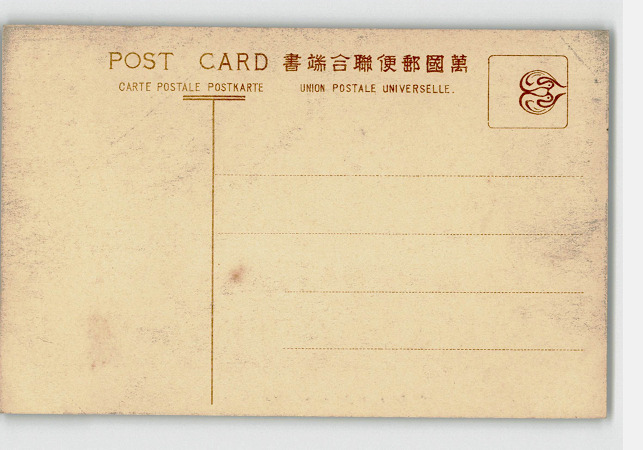 POST CARD 萬國郵便聯合端書
CARTE POSTALE POSTKARTE UNION POSTALE UNIVERSELLE.